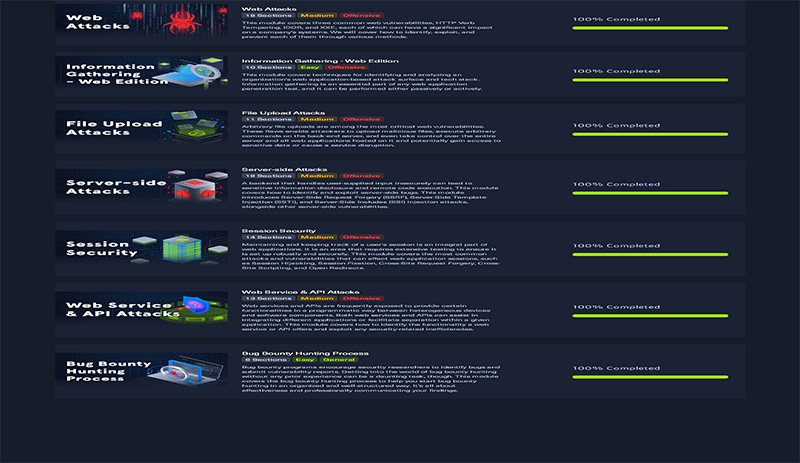 Web
Attacks
Web Attacks
18 Sections Medium Offensive
This module covers three common web vulnerabilities, HTTP Verb
Tampering, IDOR, and XXE, each of which can have a significant impact
on a company's systems. We will cover how to identify, exploit, and
prevent each of them through various methods.
100% Completed
Information
Gathering
- Web Edition
Information Gathering - Web Edition
10 Sections Easy Offensive
This module covers techniques for identifying and analyzing an
organization's web application-based attack surface and tech stack.
Information gathering is an essential part of any web application
penetration test, and it can be performed either passively or actively.
100% Completed
File Upload
Attacks
File Upload Attacks
11 Sections Medium Offensive
Arbitrary file uploads are among the most critical web vulnerabilities.
These flaws enable attackers to upload malicious files, execute arbitrary
commands on the back-end server, and even take control over the entire
server and all web applications hosted on it and potentially gain access to
sensitive data or cause a service disruption.
100% Completed
Server-side
Attacks
Server-side Attacks
19 Sections Medium Offensive
A backend that handles user-supplied input insecurely can lead to
sensitive information disclosure and remote code execution. This module
covers how to identify and exploit server-side bugs. This module
introduces Server-Side Request Forgery (SSRF), Server-Side Template
Injection (SSTI), and Server-Side Includes (SSI) injection attacks,
alongside other server-side vulnerabilities.
100% Completed
Session
Security
Session Security
14 Sections Medium Offensive
Maintaining and keeping track of a user's session is an integral part of
web applications. It is an area that requires extensive testing to ensure it
is set up robustly and securely. This module covers the most common
attacks and vulnerabilities that can affect web application sessions, such
as Session Hijacking, Session Fixation, Cross-Site Request Forgery, Cross-
Site Scripting, and Open Redirects.
100% Completed
Web Service
& API Attacks
Web Service & API Attacks
13 Sections Medium Offensive
Web services and APIs are frequently exposed to provide certain
functionalities in a programmatic way between heterogeneous devices
and software components. Both web services and APIs can assist in
integrating different applications or facilitate separation within a given
application. This module covers how to identify the functionality a web
service or API offers and exploit any security-related inefficiencies.
100% Completed
Bug Bounty
Hunting
Process
Bug Bounty Hunting Process
6 Sections Easy General
Bug bounty programs encourage security researchers to identify bugs and
submit vulnerability reports. Getting into the world of bug bounty hunting
without any prior experience can be a daunting task, though. This module
covers the bug bounty hunting process to help you start bug bounty
hunting in an organized and well-structured way. It's all about
effectiveness and professionally communicating your findings.
100% Completed